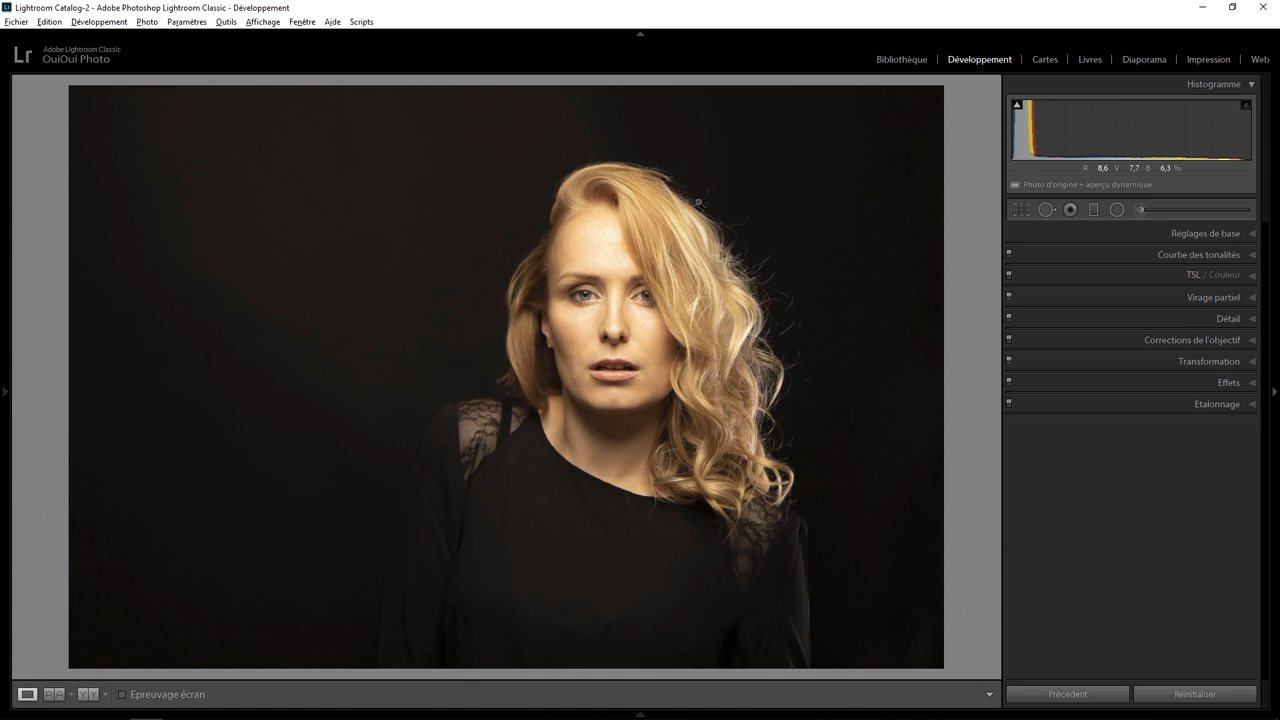 Lightroom Catalog-2 - Adobe Photoshop Lightroom Classic - Développement
Fichier Edition Développement Photo Paramètres Outils Affichage Fenêtre Aide Scripts
Lr Adobe Lightroom Classic
OuiOui Photo
Bibliothèque | Développement | Cartes | Livres | Diaporama | Impression | Web
Histogramme
R 8,6 V 7,7 B 6,3 %
Photo d'origine + aperçu dynamique
Réglages de base
Courbe des tonalités
TSL / Couleur
Virage partiel
Détail
Corrections de l'objectif
Transformation
Effets
Etalonnage
R A Y Y Epreuvage écran
Précédent Réinitialiser